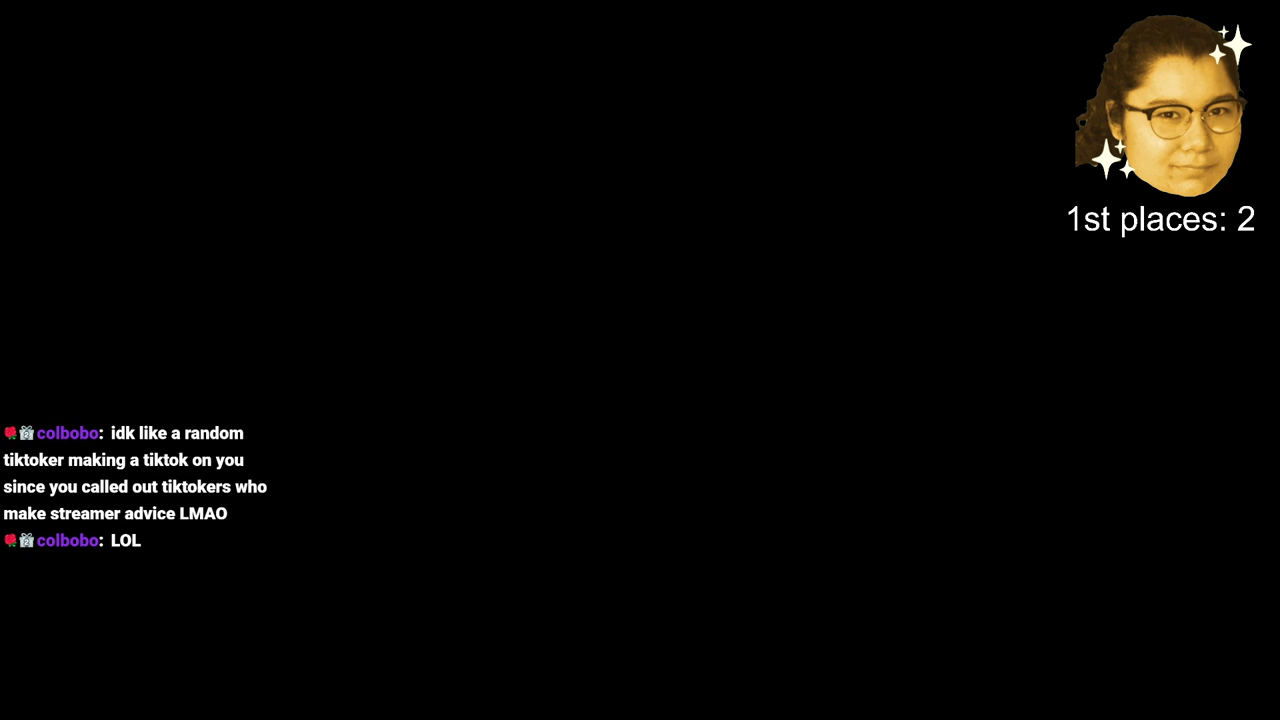 1st places: 2
colbobo: idk like a random
tiktoker making a tiktok on you
since you called out tiktokers who
make streamer advice LMAO
colbobo: LOL